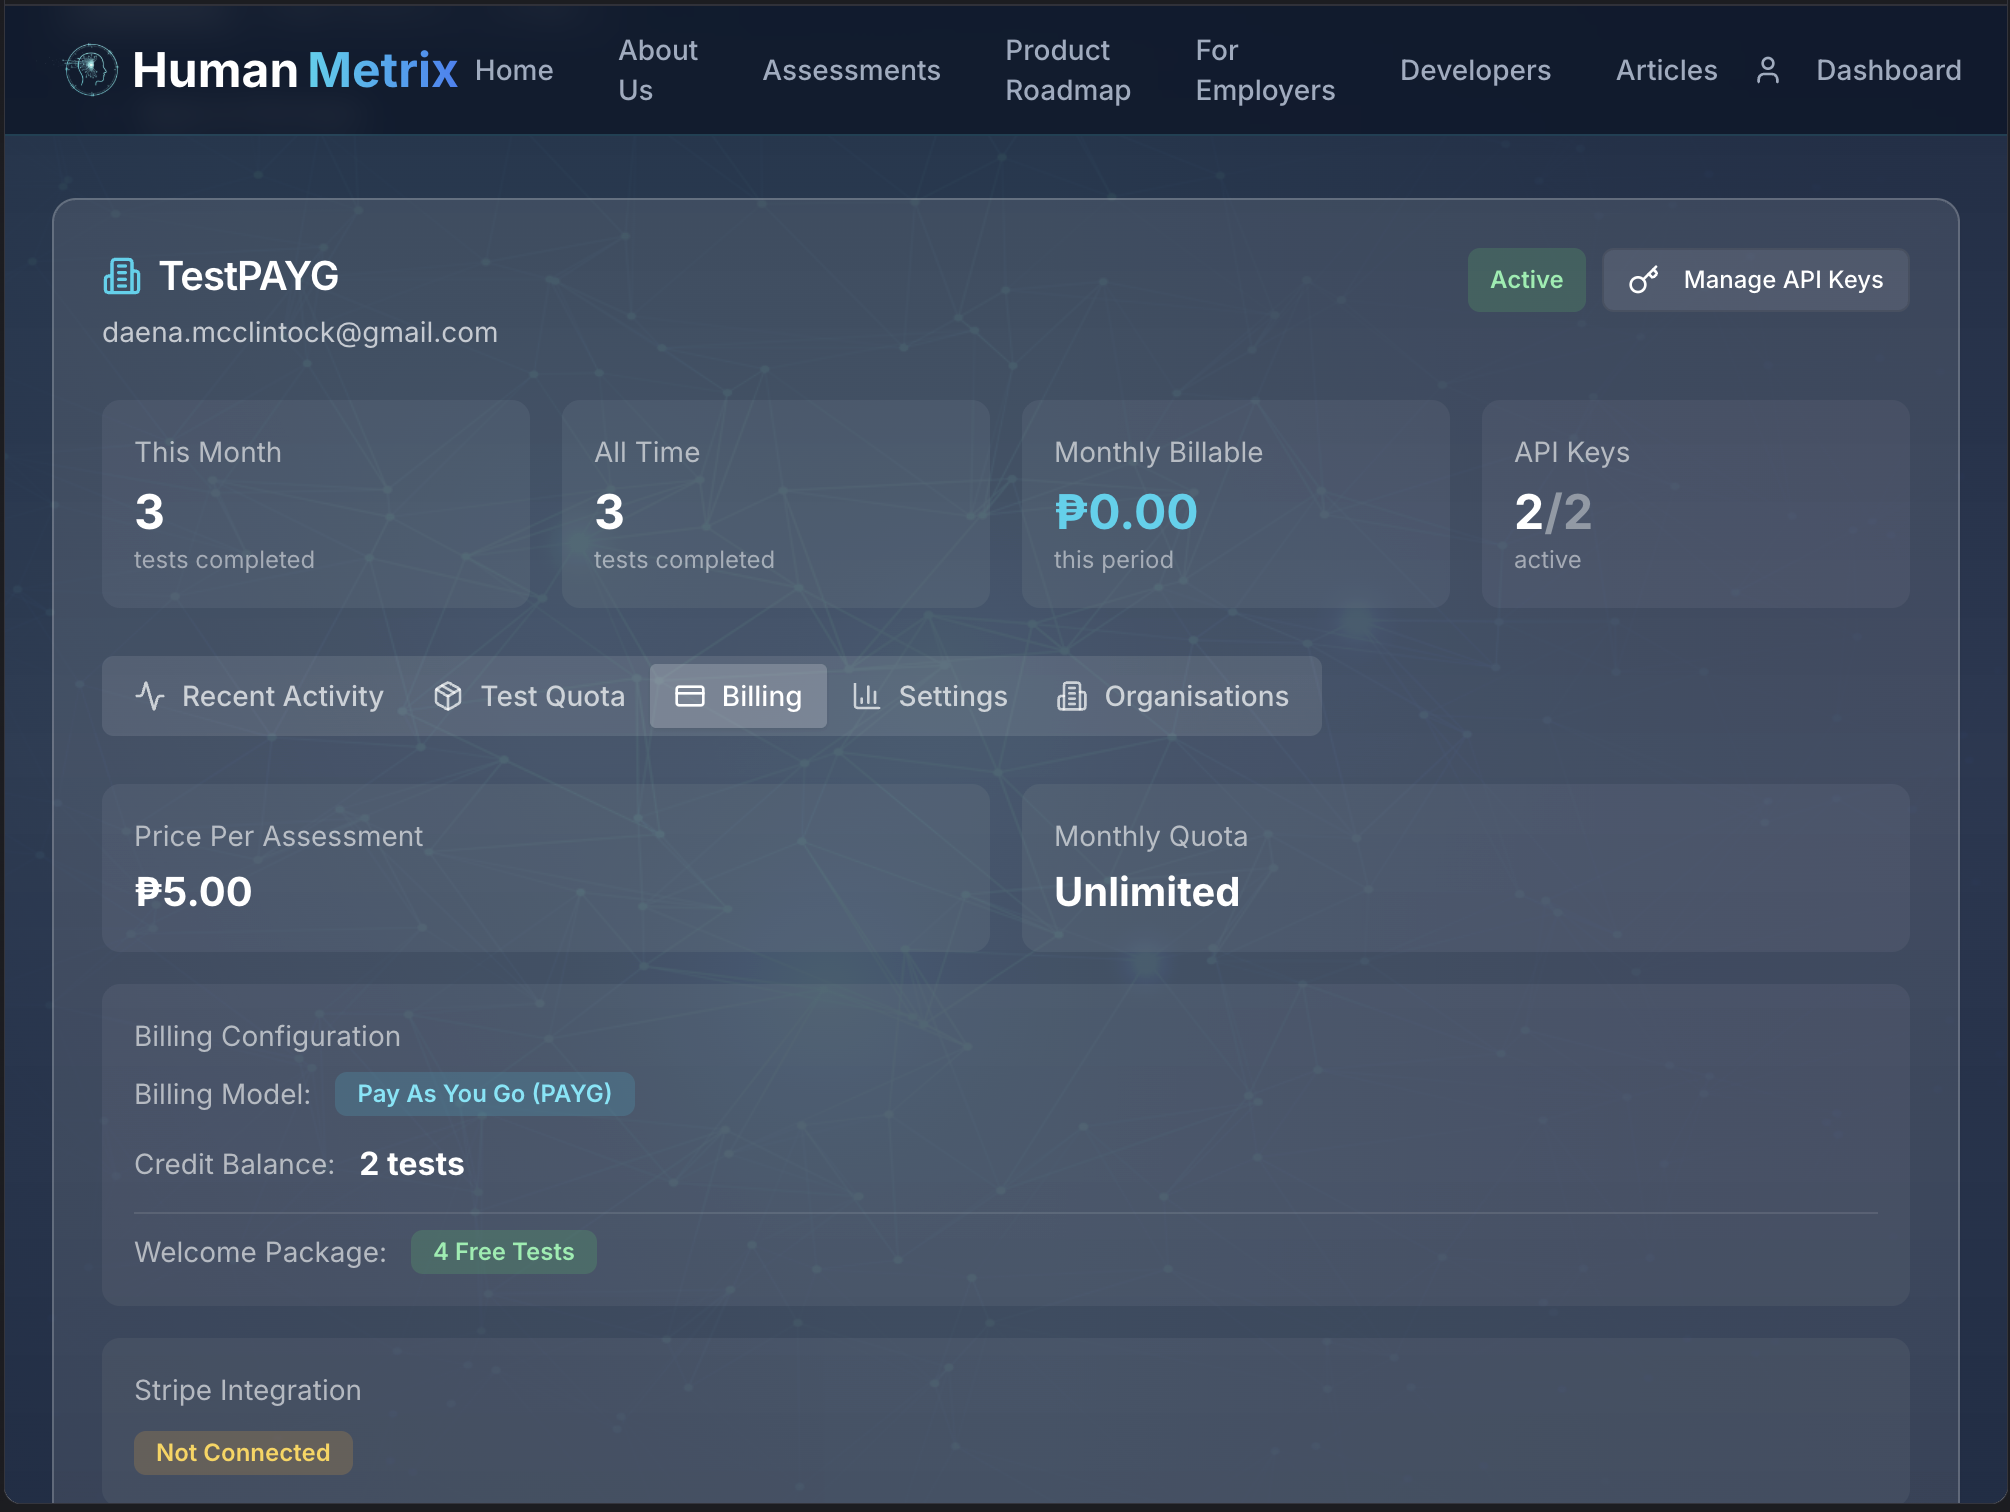 Human Metrix
Home
About
Us
Assessments
Product
Roadmap
For
Employers
Developers
Articles
Dashboard
TestPAYG
daena.mcclintock@gmail.com
Active
Manage API Keys
This Month
3
tests completed
All Time
3
tests completed
Monthly Billable
₱0.00
this period
API Keys
2/2
active
Recent Activity
Test Quota
Billing
Settings
Organisations
Price Per Assessment
₱5.00
Monthly Quota
Unlimited
Billing Configuration
Billing Model: Pay As You Go (PAYG)
Credit Balance: 2 tests
Welcome Package: 4 Free Tests
Stripe Integration
Not Connected